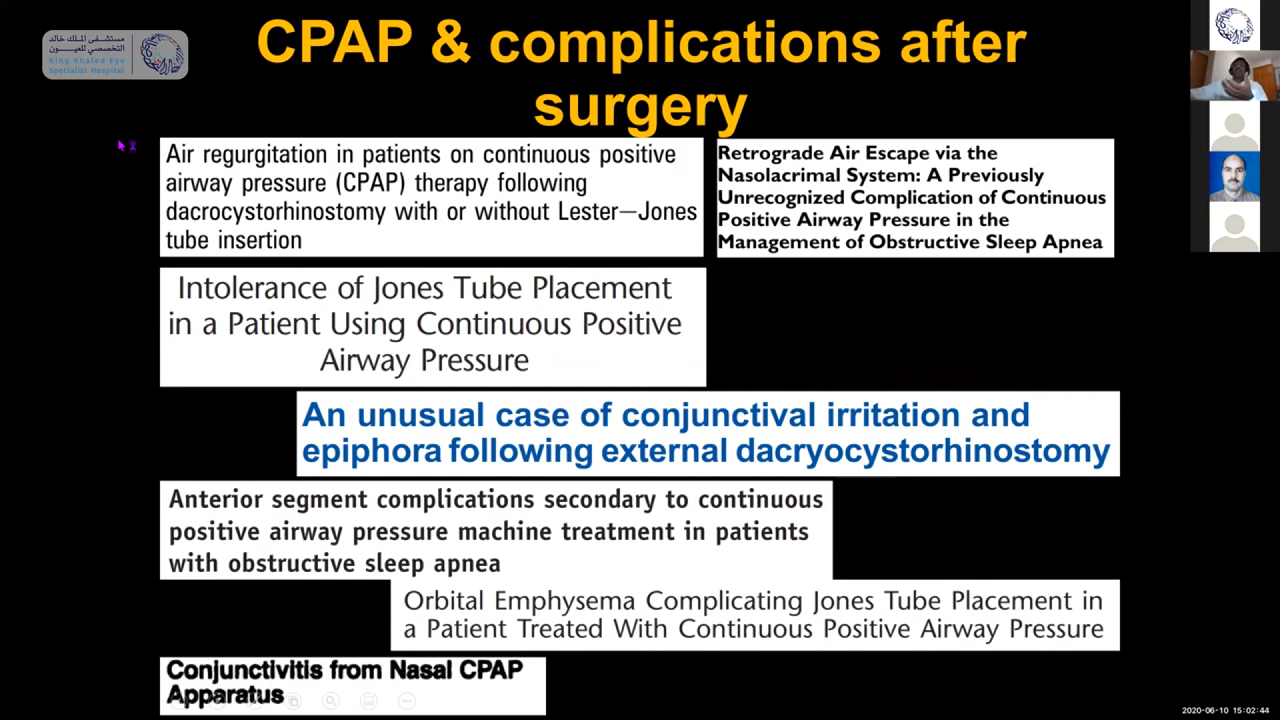 مستشفى الملك خالد
التخصصي للعيون
King Khaled Eye
Specialist Hospital
CPAP & complications after
surgery
Air regurgitation in patients on continuous positive
airway pressure (CPAP) therapy following
dacrocystorhinostomy with or without Lester–Jones
tube insertion
Retrograde Air Escape via the
Nasolacrimal System: A Previously
Unrecognized Complication of Continuous
Positive Airway Pressure in the
Management of Obstructive Sleep Apnea
Intolerance of Jones Tube Placement
in a Patient Using Continuous Positive
Airway Pressure
An unusual case of conjunctival irritation and
epiphora following external dacryocystorhinostomy
Anterior segment complications secondary to continuous
positive airway pressure machine treatment in patients
with obstructive sleep apnea
Orbital Emphysema Complicating Jones Tube Placement in
a Patient Treated With Continuous Positive Airway Pressure
Conjunctivitis from Nasal CPAP
Apparatus
2020-06-10 15:02:44